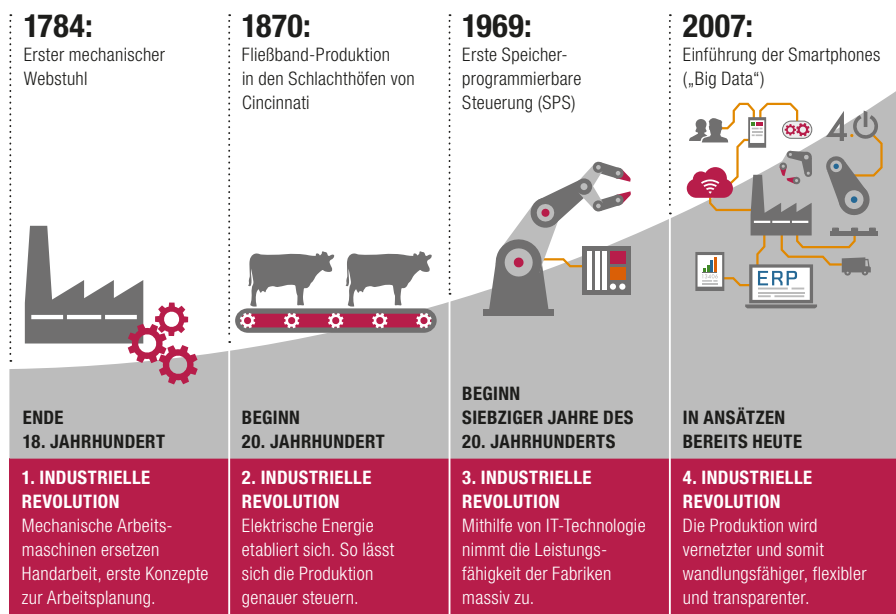 1784:
Erster mechanischer
Webstuhl
1870:
Fließband-Produktion
in den Schlachthöfen von
Cincinnati
1969:
Erste Speicher-
programmierbare
Steuerung (SPS)
2007:
Einführung der Smartphones
(„Big Data“)
4.0
ERP
ENDE
18. JAHRHUNDERT
BEGINN
20. JAHRHUNDERT
BEGINN
SIEBZIGER JAHRE DES
20. JAHRHUNDERTS
IN ANSÄTZEN
BEREITS HEUTE
1. INDUSTRIELLE
REVOLUTION
Mechanische Arbeits-
maschinen ersetzen
Handarbeit, erste Konzepte
zur Arbeitsplanung.
2. INDUSTRIELLE
REVOLUTION
Elektrische Energie
etabliert sich. So lässt
sich die Produktion
genauer steuern.
3. INDUSTRIELLE
REVOLUTION
Mithilfe von IT-Technologie
nimmt die Leistungs-
fähigkeit der Fabriken
massiv zu.
4. INDUSTRIELLE
REVOLUTION
Die Produktion wird
vernetzter und somit
wandlungsfähiger, flexibler
und transparenter.